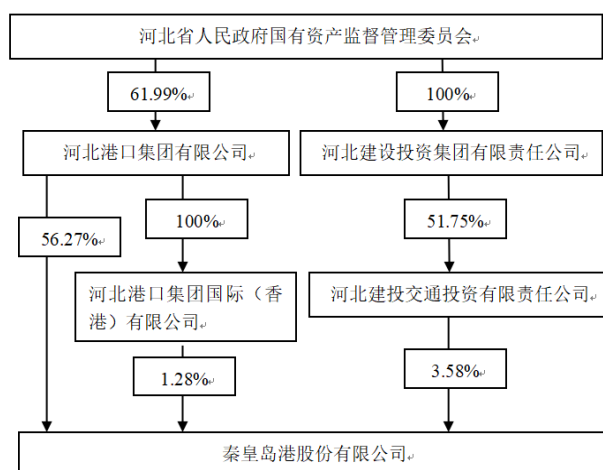 河北省人民政府国有资产监督管理委员会
61.99%
100%
河北港口集团有限公司
河北建设投资集团有限责任公司
56.27%
100%
51.75%
河北港口集团国际（香
港）有限公司
河北建投交通投资有限责任公司
1.28%
3.58%
秦皇岛港股份有限公司